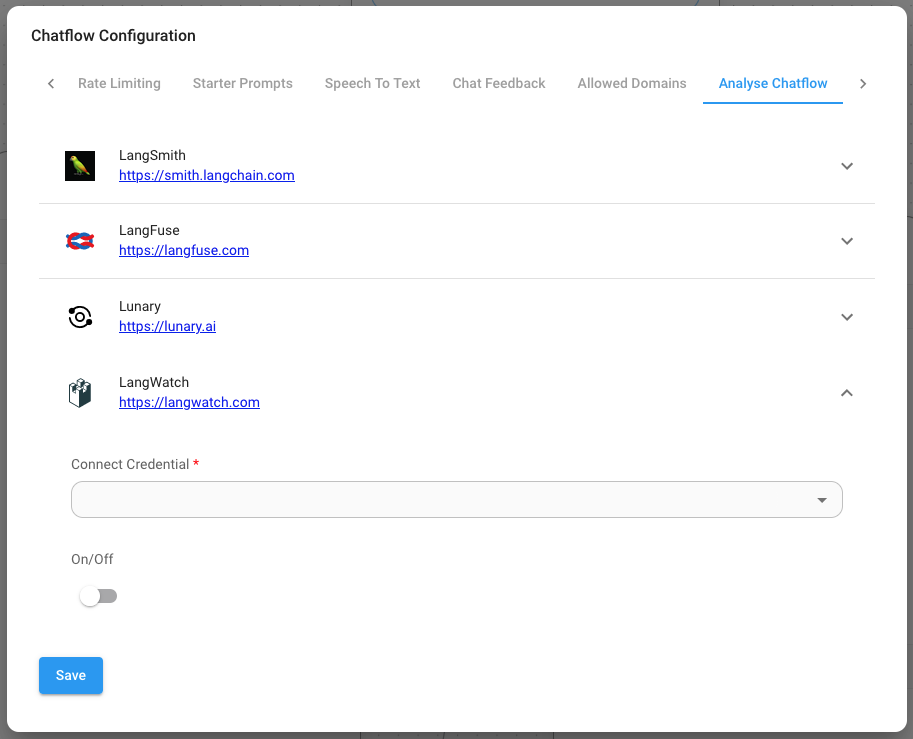 Chatflow Configuration
Rate Limiting Starter Prompts Speech To Text Chat Feedback Allowed Domains Analyse Chatflow
LangSmith
https://smith.langchain.com
LangFuse
https://langfuse.com
Lunary
https://lunary.ai
LangWatch
https://langwatch.com
Connect Credential *
On/Off
Save